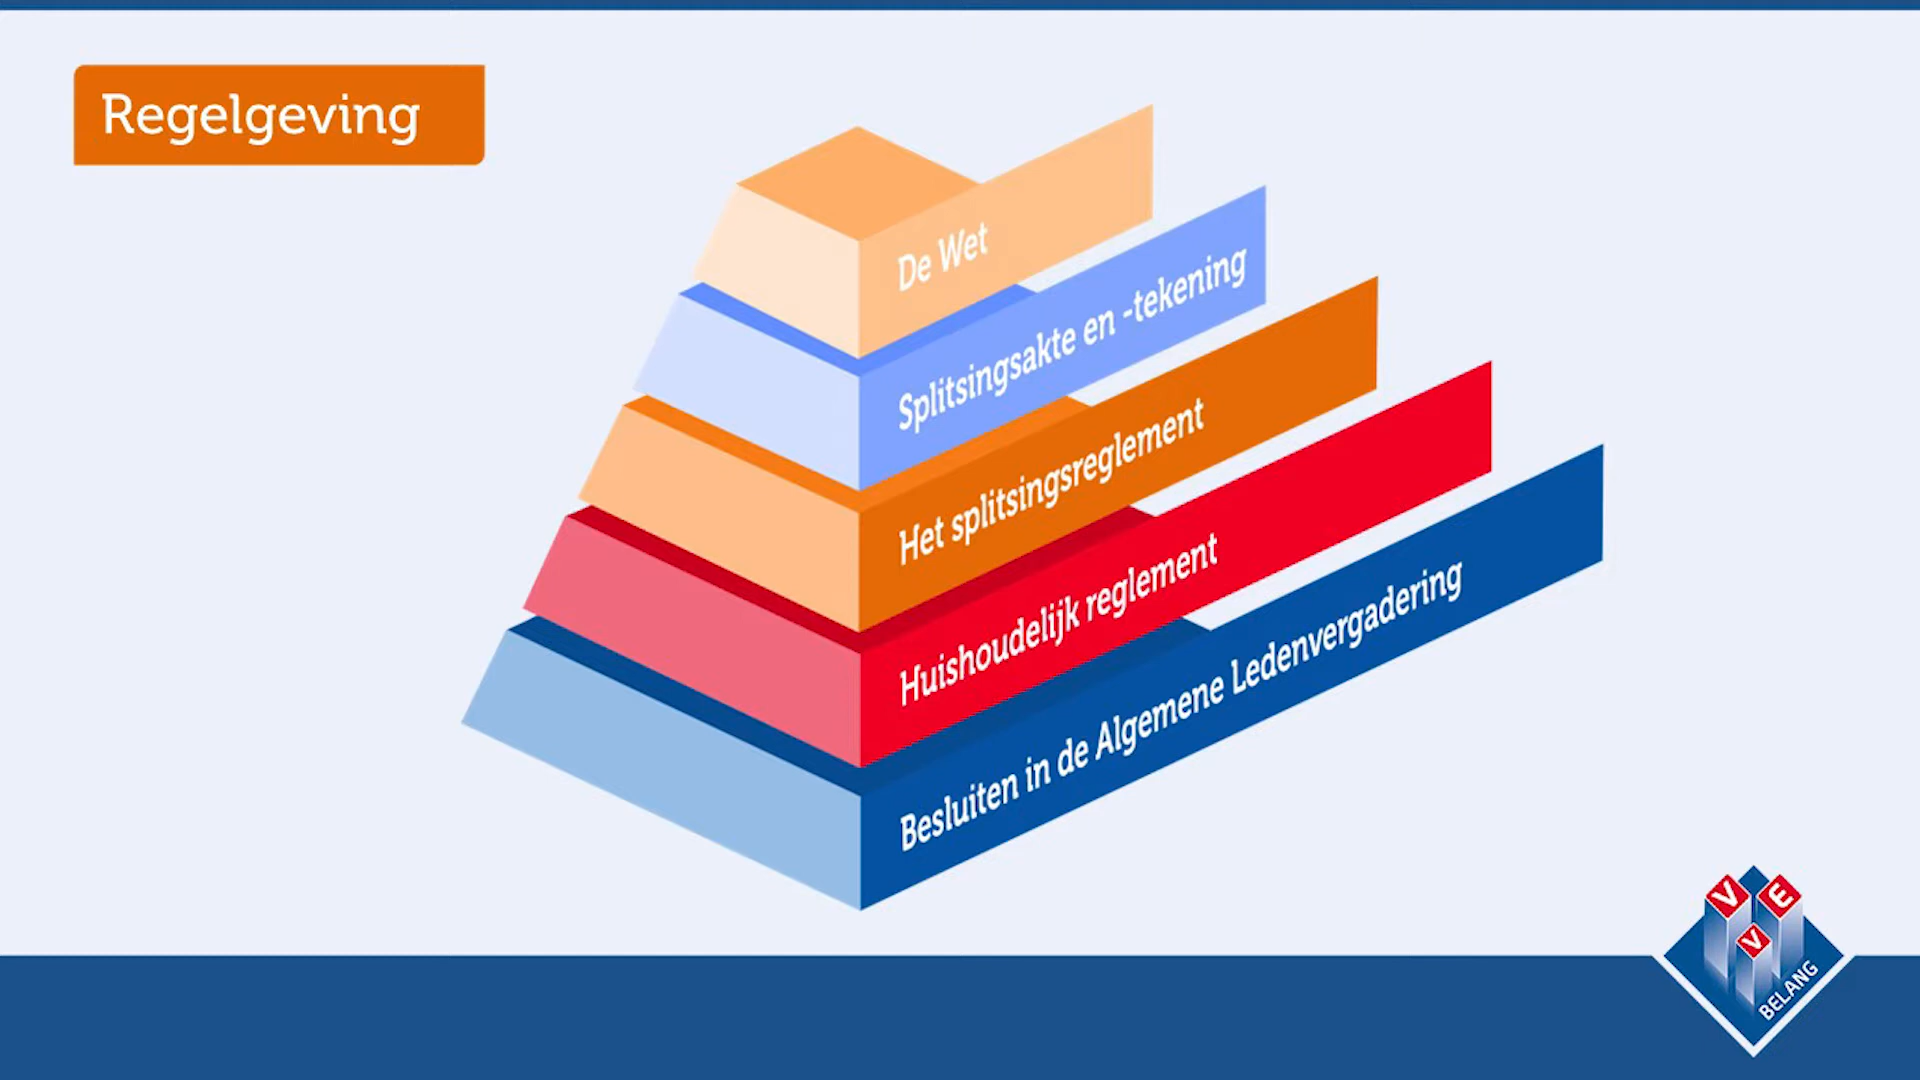 Regelgeving
De Wet
Splitsingsakte en -tekening
Het splitsingsreglement
Huishoudelijk reglement
Besluiten in de Algemene Ledenvergadering
V V E
BELANG